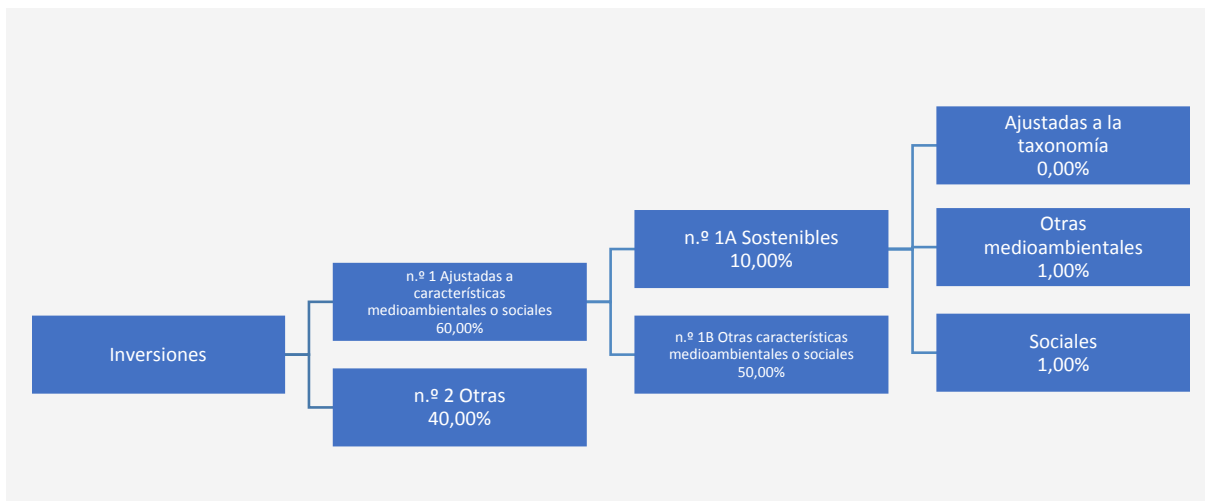 Inversiones
n.º 1 Ajustadas a
características
medioambientales o sociales
60,00%
n.º 2 Otras
40,00%
n.º 1A Sostenibles
10,00%
n.º 1B Otras características
medioambientales o sociales
50,00%
Ajustadas a la
taxonomía
0,00%
Otras
medioambientales
1,00%
Sociales
1,00%